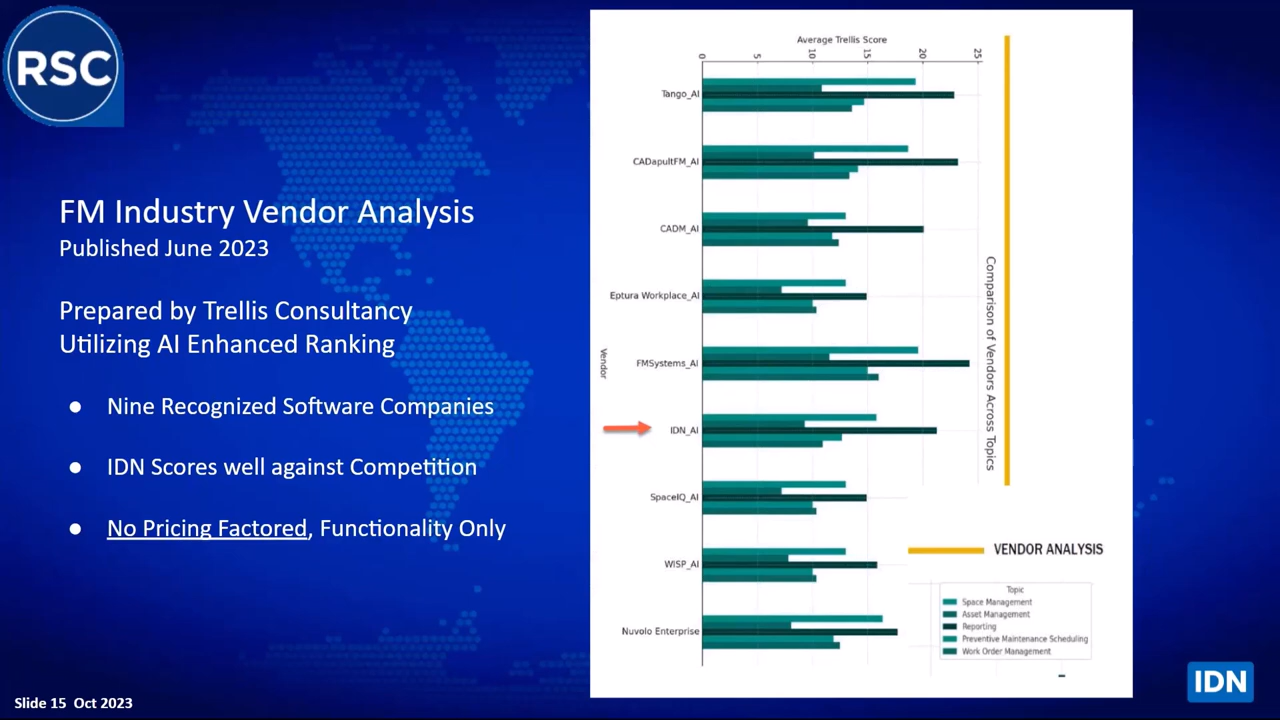 RSC
FM Industry Vendor Analysis
Published June 2023
Prepared by Trellis Consultancy
Utilizing AI Enhanced Ranking
● Nine Recognized Software Companies
● IDN Scores well against Competition
● No Pricing Factored, Functionality Only
Slide 15 Oct 2023
Average Trellis Score
0 5 10 15 20 25
Vendor
Tango_AI
CADapultFM_AI
CADM_AI
Eptura Workplace_AI
FMSystems_AI
IDN_AI
SpaceIQ_AI
WISP_AI
Nuvolo Enterprise
Comparison of Vendors Across Topics
VENDOR ANALYSIS
Topic
Space Management
Asset Management
Reporting
Preventive Maintenance Scheduling
Work Order Management
IDN